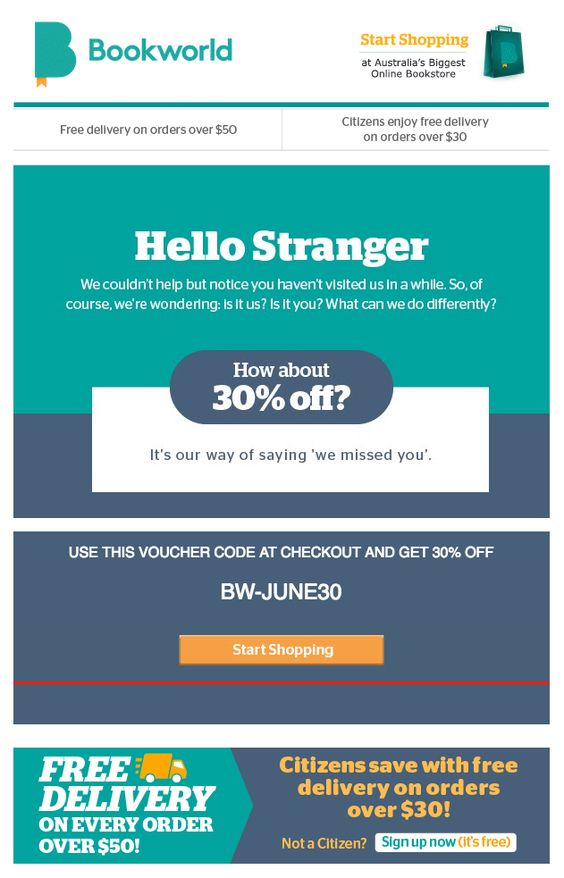 Bookworld
Start Shopping
at Australia's Biggest
Online Bookstore
Free delivery on orders over $50
Citizens enjoy free delivery
on orders over $30
Hello Stranger
We couldn't help but notice you haven't visited us in a while. So, of
course, we're wondering: is it us? Is it you? What can we do differently?
How about
30% off?
It's our way of saying 'we missed you'.
USE THIS VOUCHER CODE AT CHECKOUT AND GET 30% OFF
BW-JUNE30
Start Shopping
FREE
DELIVERY
ON EVERY ORDER
OVER $50!
Citizens save with free
delivery on orders
over $30!
Not a Citizen? Sign up now (it's free)